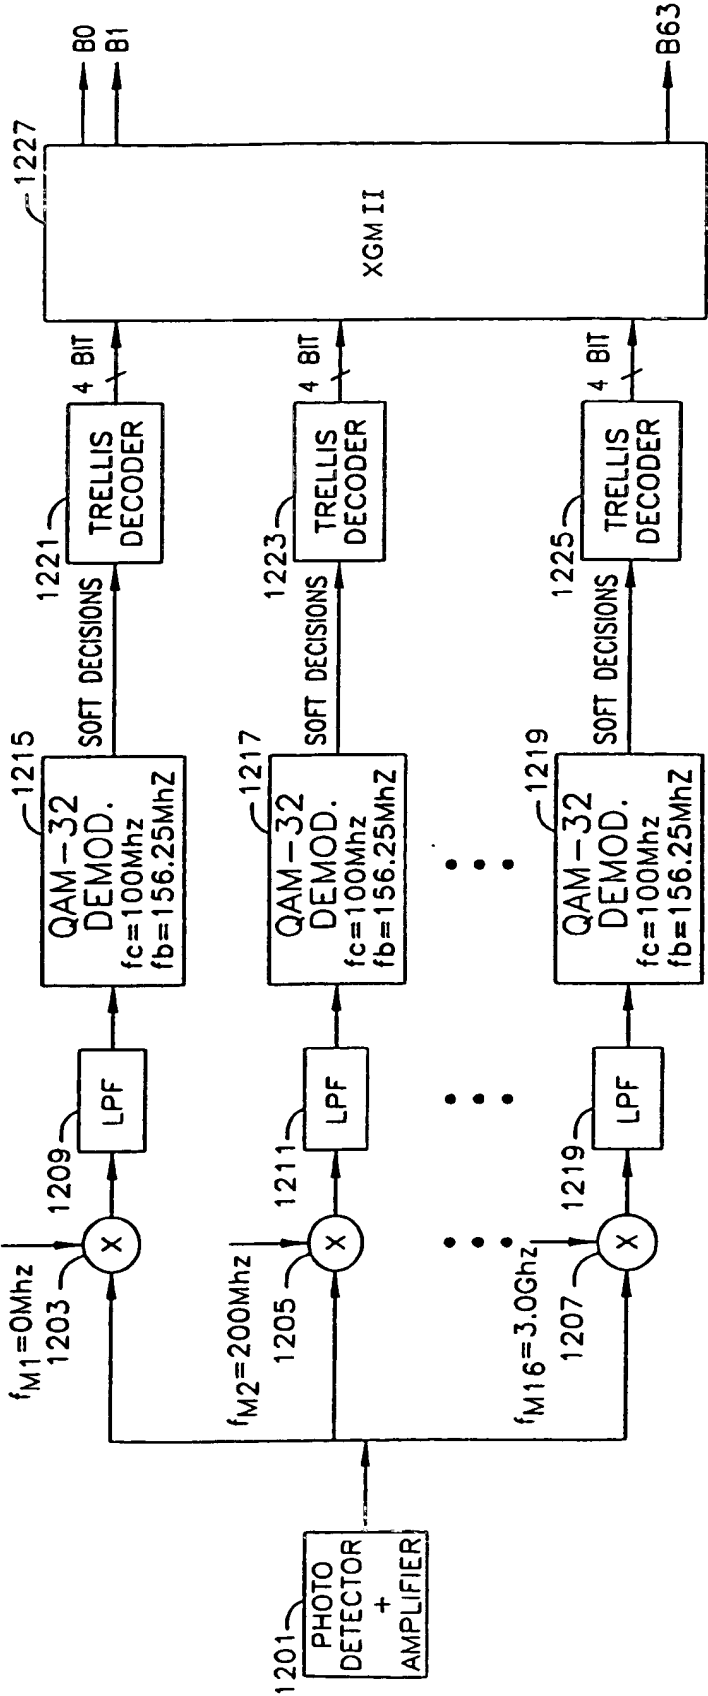 1201
PHOTO
DETECTOR
+
AMPLIFIER
fM1=0Mhz
1203
X
1209
LPF
1215
QAM-32
DEMOD.
fc=100Mhz
fb=156.25MhZ
SOFT DECISIONS
1221
TRELLIS
DECODER
4 BIT
fM2=200Mhz
1205
X
1211
LPF
1217
QAM-32
DEMOD.
fc=100Mhz
fb=156.25MhZ
SOFT DECISIONS
1223
TRELLIS
DECODER
4 BIT
fM16=3.0Ghz
1207
X
1219
LPF
1219
QAM-32
DEMOD.
fc=100Mhz
fb=156.25MhZ
SOFT DECISIONS
1225
TRELLIS
DECODER
4 BIT
1227
XGM II
B0
B1
B63